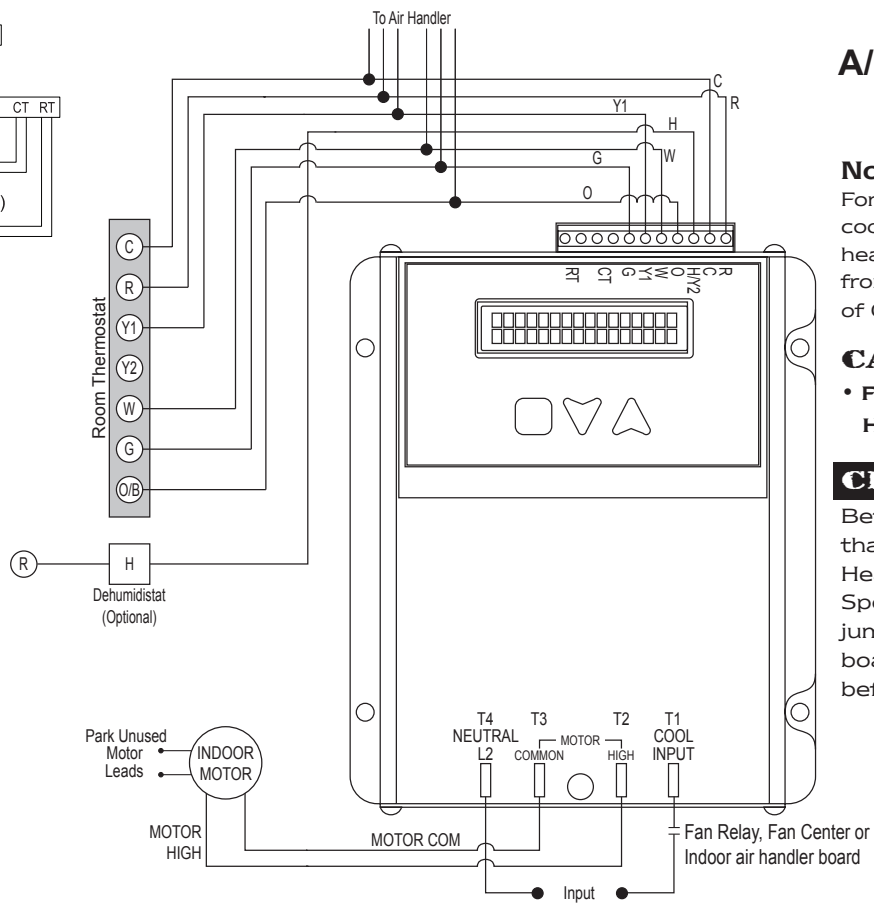 To Air Handler
CT RT
)
C
R
Y1
H
W
G
O
Room Thermostat
C
R
Y1
Y2
W
G
O/B
RT CT G Y1 W O H/Y2 C R
R
H
Dehumidistat
(Optional)
T4
NEUTRAL
L2
T3
COMMON
MOTOR
T2
HIGH
T1
COOL
INPUT
Park Unused
Motor
Leads
INDOOR
MOTOR
MOTOR
HIGH
MOTOR COM
Fan Relay, Fan Center or
Indoor air handler board
Input
A/
No
For
coo
hea
fro
of
CA
• F
H
Be
tha
He
Spe
jun
boa
bef